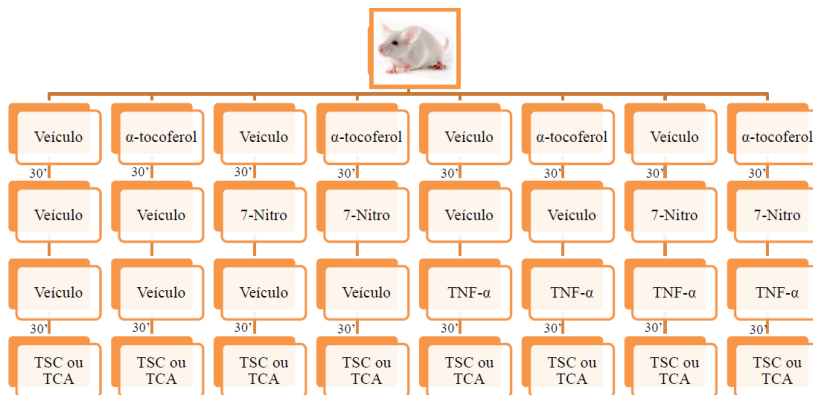 Veículo α-tocoferol Veículo α-tocoferol Veículo α-tocoferol Veículo α-tocoferol
30’ 30’ 30’ 30’ 30’ 30’ 30’ 30’
Veículo Veículo 7-Nitro 7-Nitro Veículo Veículo 7-Nitro 7-Nitro
Veículo Veículo Veículo Veículo TNF-α TNF-α TNF-α TNF-α
30’ 30’ 30’ 30’ 30’ 30’ 30’ 30’
TSC ou TSC ou TSC ou TSC ou TSC ou TSC ou TSC ou TSC ou
TCA TCA TCA TCA TCA TCA TCA TCA